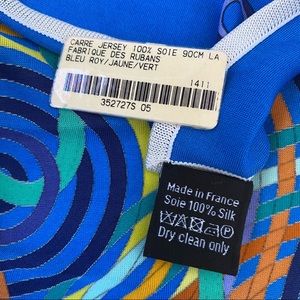 CARRE JERSEY 100% SOIE 90CM LA
FABRIQUE DES RUBANS
BLEU ROY/JAUNE/VERT
1411
352727S 05
Made in France
Soie 100% Silk
Dry clean only